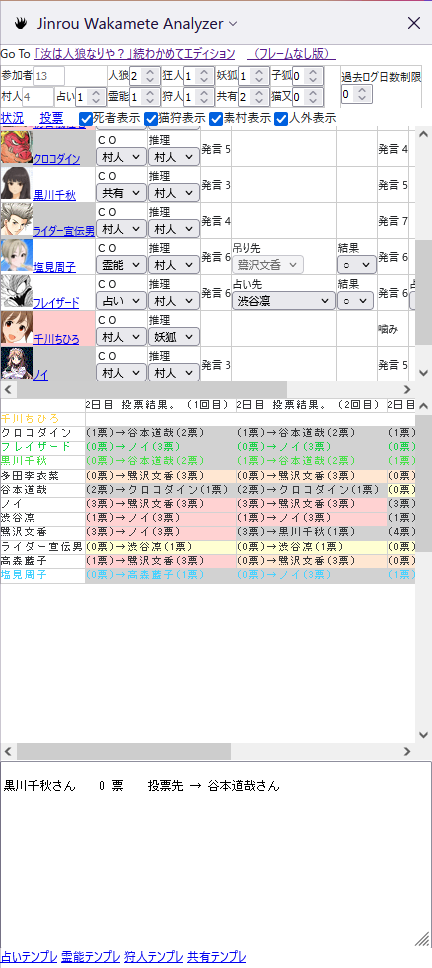 Jinrou Wakamete Analyzer
Go To 「汝は人狼なりや？」続わかめてエディション （フレームなし版）
参加者 13 人狼 2 狂人 1 妖狐 1 子狐 0 過去ログ日数制限
村人 4 占い 1 霊能 1 狩人 1 共有 2 猫又 0 0
状況 投票 死者表示 猫狩表示 素村表示 人外表示
クロコダイン CO 村人 推理 村人 発言 5 発言 4
黒川千秋 CO 共有 推理 村人 発言 3 発言 5
ライダー宣伝男 CO 村人 推理 村人 発言 4 発言 7
塩見周子 CO 霊能 推理 村人 発言 6 吊り先 鷺沢文香 結果 ○ 発言 6
フレイザード CO 占い 推理 村人 発言 6 占い先 渋谷凛 結果 ○ 発言 6
千川ちひろ CO 村人 推理 妖狐 噛み
ノイ CO 村人 推理 村人 発言 3 発言 5
2日目 投票結果。（1回目） 2日目 投票結果。（2回目） 2日目
千川ちひろ
クロコダイン (1票)→谷本道哉(2票) (1票)→谷本道哉(2票) (0票)
フレイザード (0票)→ノイ(3票) (0票)→ノイ(3票) (0票)
黒川千秋 (0票)→谷本道哉(2票) (1票)→谷本道哉(2票) (1票)
多田李衣菜 (0票)→鷺沢文香(3票) (0票)→鷺沢文香(3票) (0票)
谷本道哉 (2票)→クロコダイン(1票) (2票)→クロコダイン(1票) (0票)
ノイ (3票)→鷺沢文香(3票) (3票)→鷺沢文香(3票) (3票)
渋谷凛 (1票)→ノイ(3票) (1票)→ノイ(3票) (1票)
鷺沢文香 (3票)→ノイ(3票) (3票)→黒川千秋(1票) (4票)
ライダー宣伝男 (0票)→渋谷凛(1票) (0票)→渋谷凛(1票) (0票)
高森藍子 (1票)→鷺沢文香(3票) (0票)→鷺沢文香(3票) (0票)
塩見周子 (0票)→高森藍子(1票) (0票)→ノイ(3票) (0票)
黒川千秋さん 0 票 投票先 → 谷本道哉さん
占いテンプレ 霊能テンプレ 狩人テンプレ 共有テンプレ